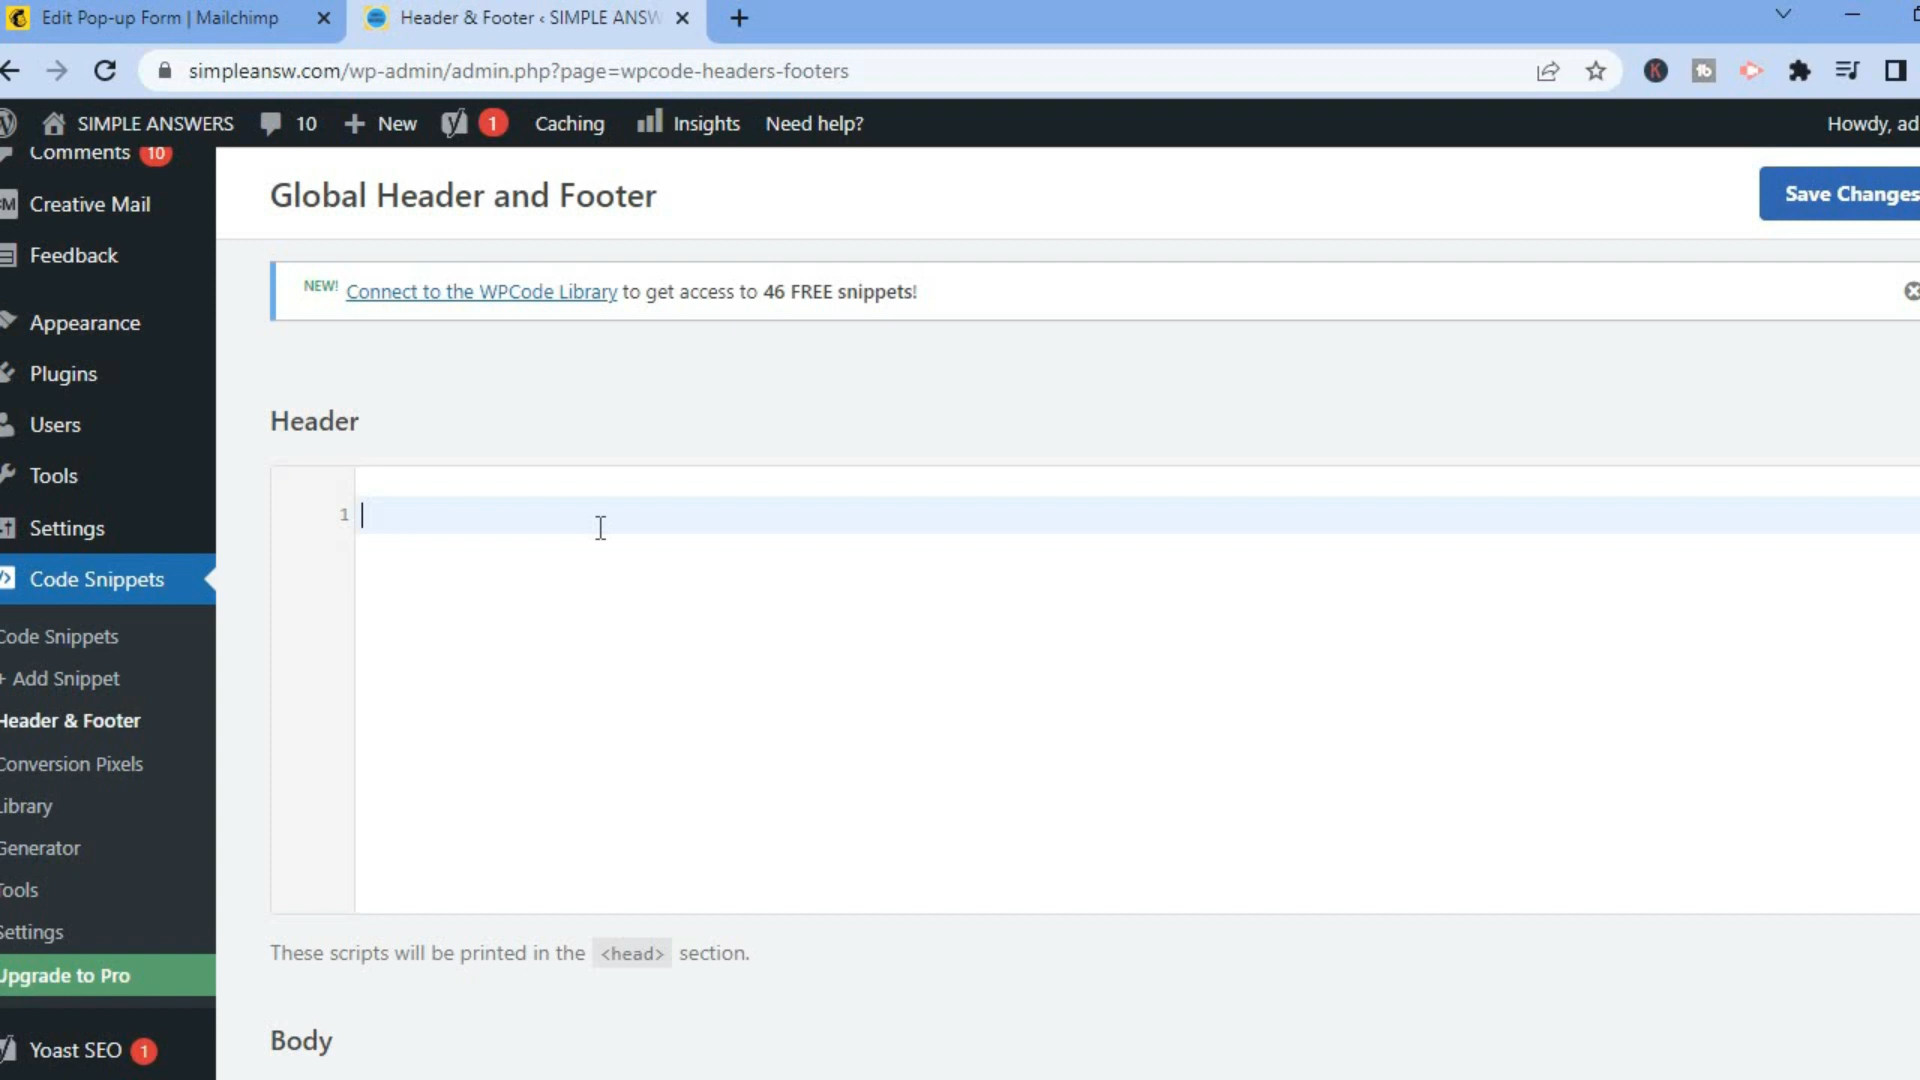 Edit Pop-up Form | Mailchimp
Header & Footer ‹ SIMPLE ANSW
simpleansw.com/wp-admin/admin.php?page=wpcode-headers-footers
SIMPLE ANSWERS 10 New 1 Caching Insights Need help? Howdy, ad
Comments 10
Creative Mail
Feedback
Appearance
Plugins
Users
Tools
Settings
Code Snippets
Code Snippets
+ Add Snippet
Header & Footer
Conversion Pixels
Library
Generator
Tools
Settings
Upgrade to Pro
Yoast SEO 1
Global Header and Footer
Save Changes
NEW! Connect to the WPCode Library to get access to 46 FREE snippets!
Header
1
These scripts will be printed in the <head> section.
Body